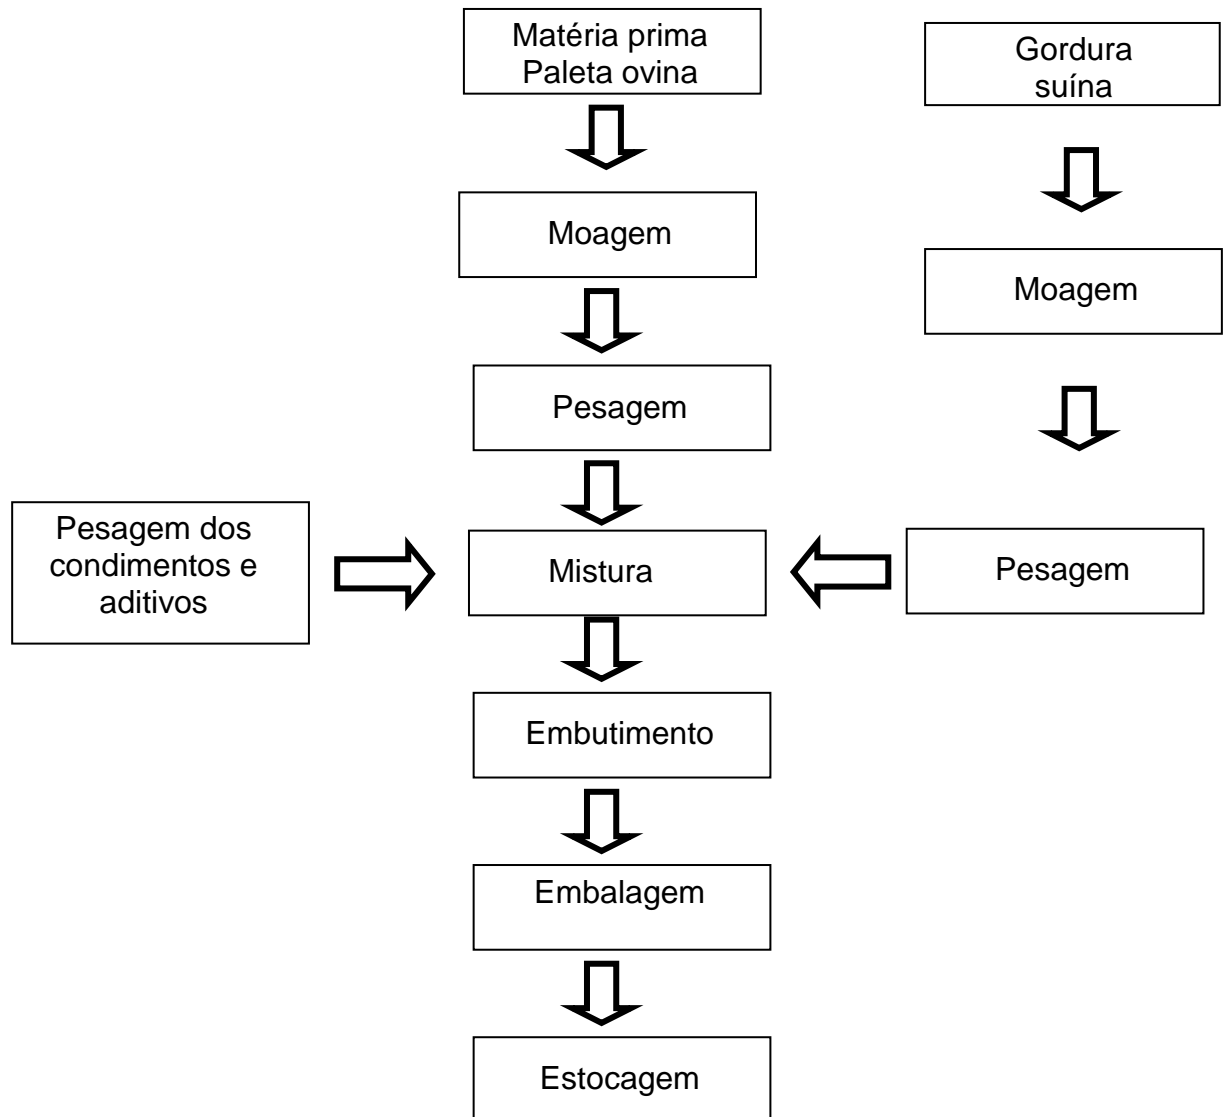 Matéria prima
Paleta ovina
Gordura
suína
Moagem
Moagem
Pesagem
Pesagem dos
condimentos e
aditivos
Mistura
Pesagem
Embutimento
Embalagem
Estocagem